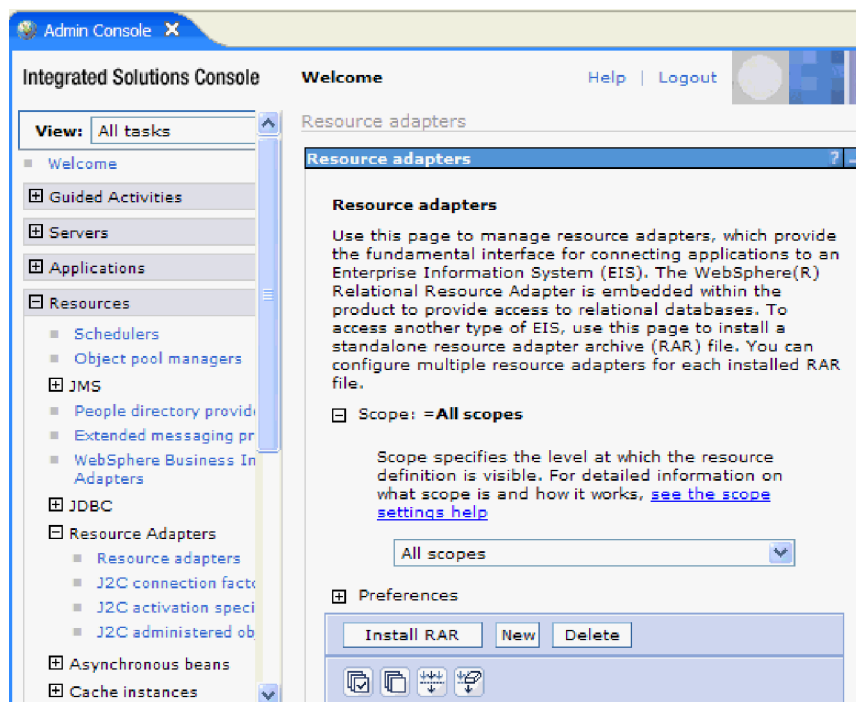 Admin Console
Integrated Solutions Console
Welcome
Help | Logout
View: All tasks
Welcome
Guided Activities
Servers
Applications
Resources
Schedulers
Object pool managers
JMS
People directory provid
Extended messaging pr
WebSphere Business In
Adapters
JDBC
Resource Adapters
Resource adapters
J2C connection facto
J2C activation speci
J2C administered ob
Asynchronous beans
Cache instances
Resource adapters
Resource adapters ?
Resource adapters
Use this page to manage resource adapters, which provide
the fundamental interface for connecting applications to an
Enterprise Information System (EIS). The WebSphere(R)
Relational Resource Adapter is embedded within the
product to provide access to relational databases. To
access another type of EIS, use this page to install a
standalone resource adapter archive (RAR) file. You can
configure multiple resource adapters for each installed RAR
file.
Scope: =All scopes
Scope specifies the level at which the resource
definition is visible. For detailed information on
what scope is and how it works, see the scope
settings help
All scopes
Preferences
Install RAR New Delete